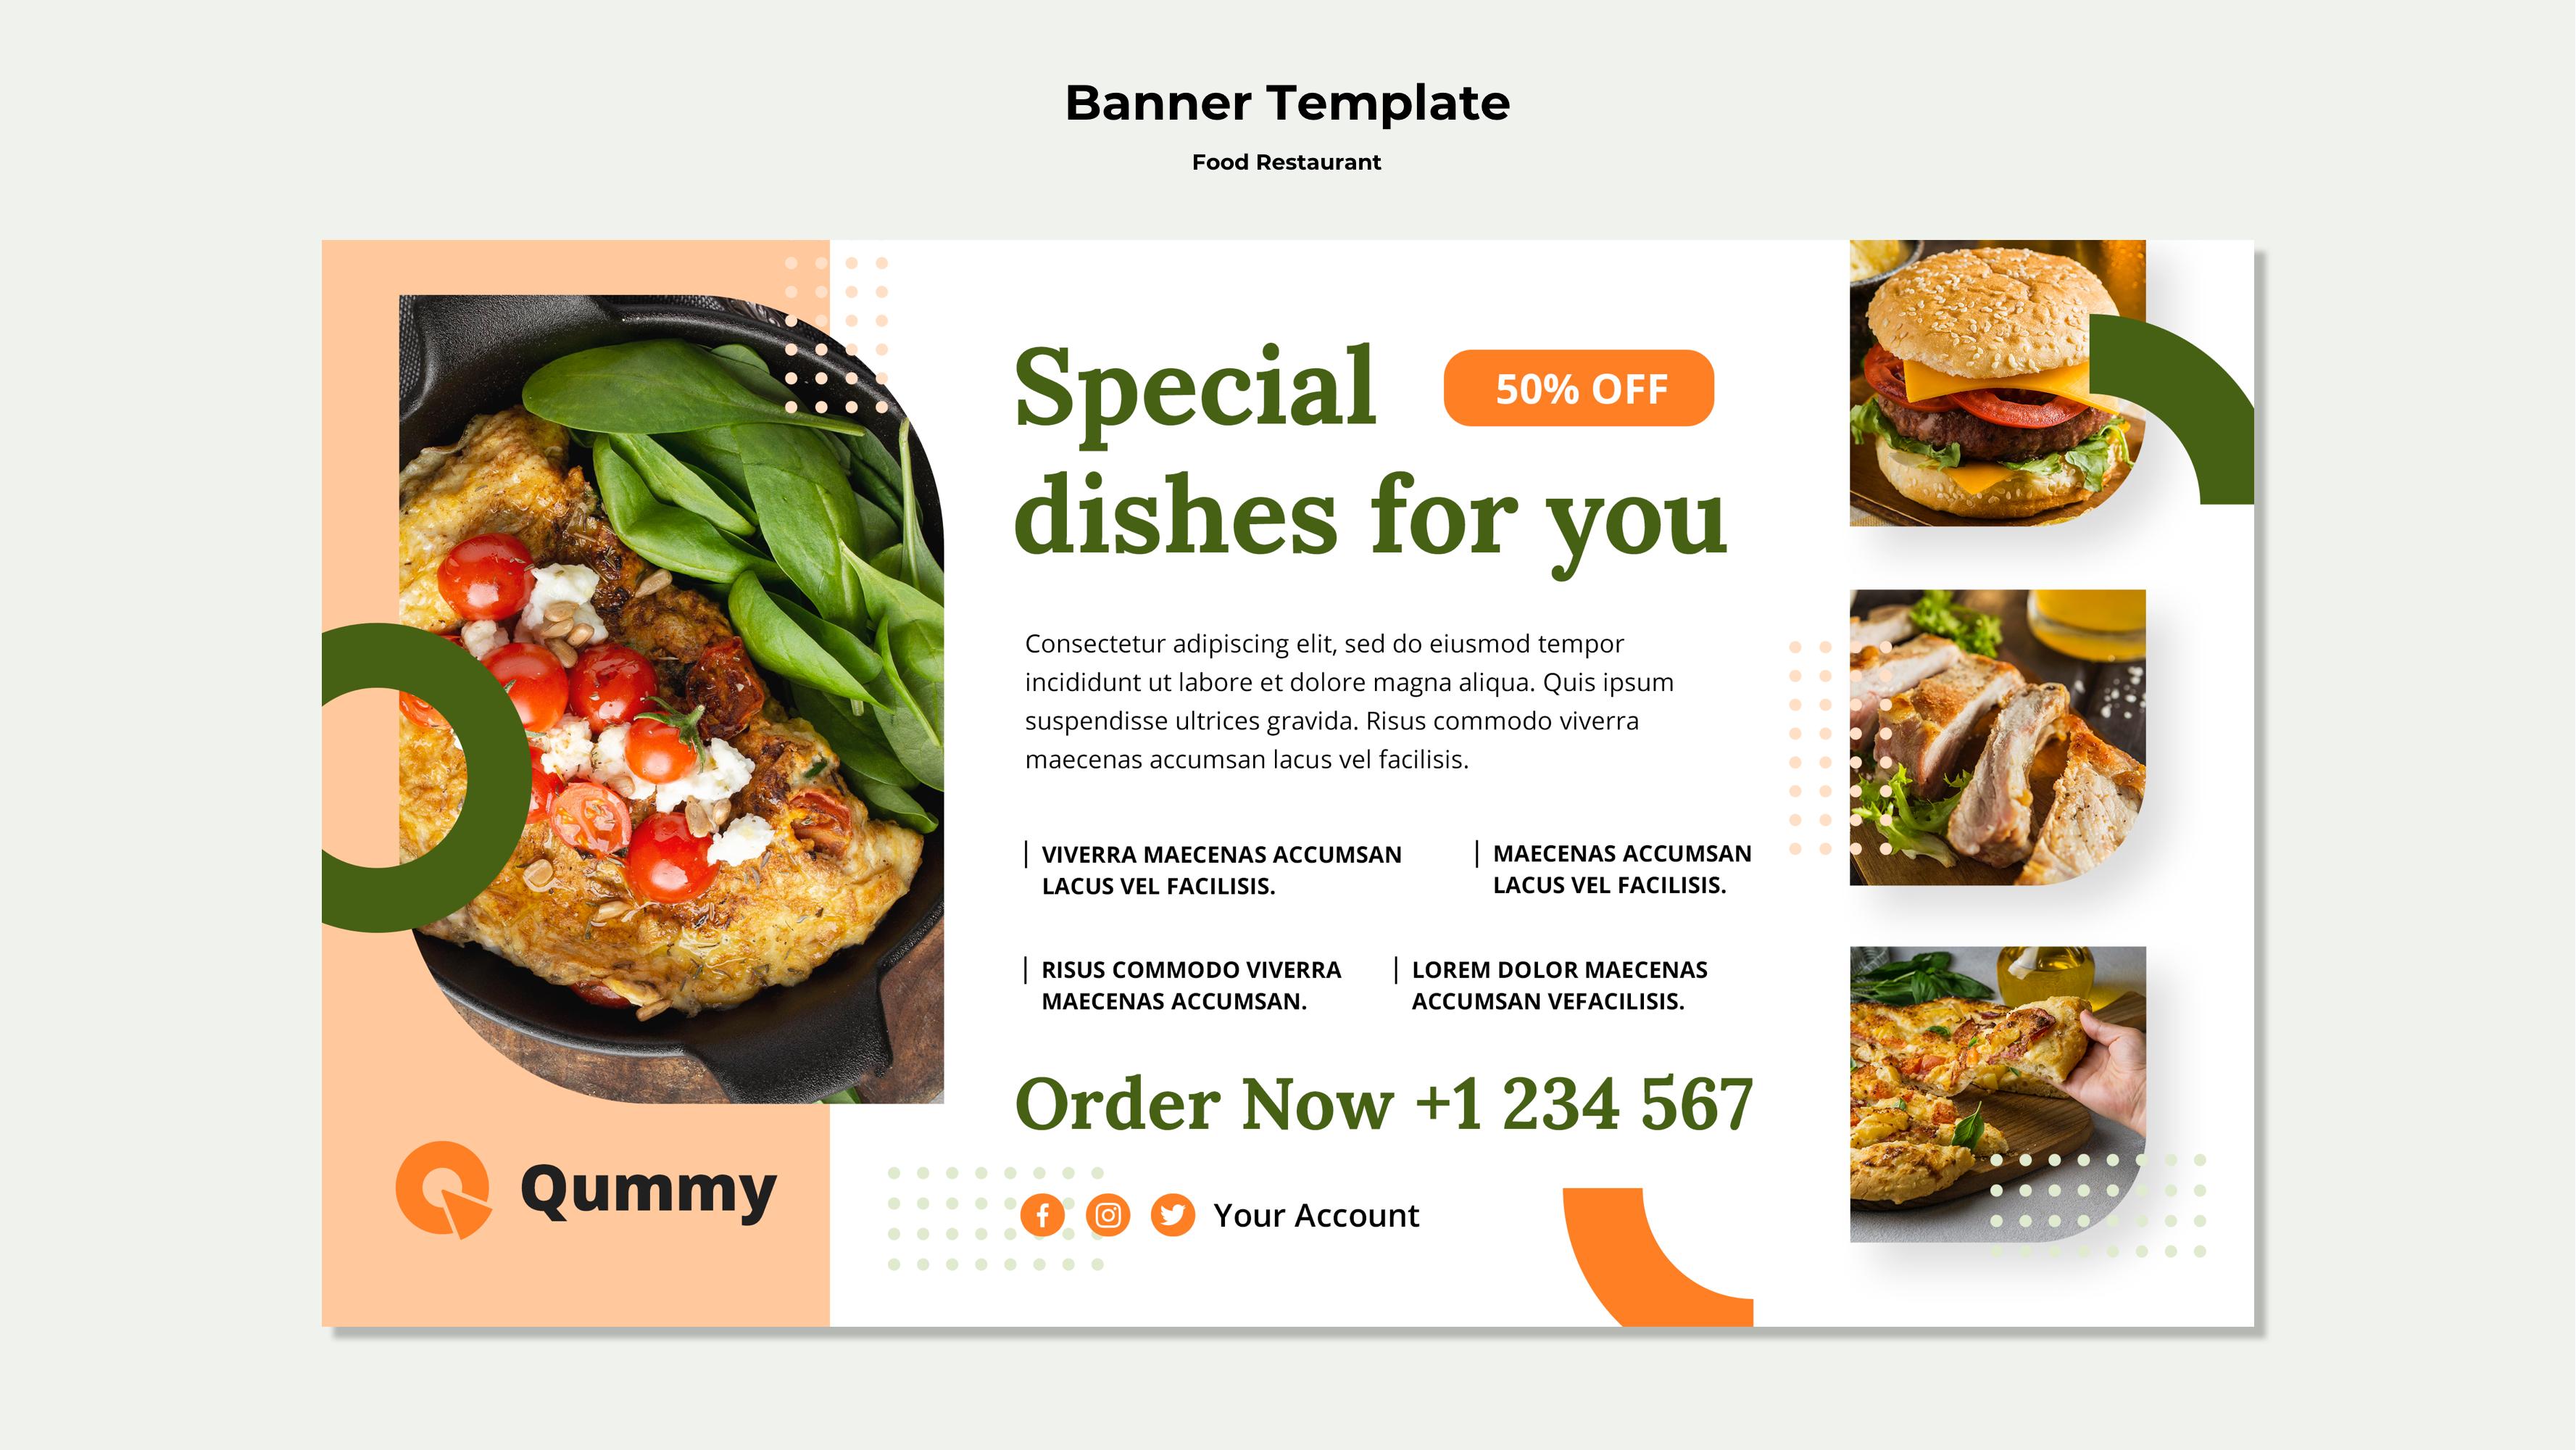 Banner Template
Food Restaurant
Special
50% OFF
dishes for you
Consectetur adipiscing elit, sed do eiusmod tempor
incididunt ut labore et dolore magna aliqua. Quis ipsum
suspendisse ultrices gravida. Risus commodo viverra
maecenas accumsan lacus vel facilisis.
VIVERRA MAECENAS ACCUMSAN
LACUS VEL FACILISIS.
MAECENAS ACCUMSAN
LACUS VEL FACILISIS.
RISUS COMMODO VIVERRA
MAECENAS ACCUMSAN.
LOREM DOLOR MAECENAS
ACCUMSAN VEFACILISIS.
Order Now +1 234 567
Qummy
Your Account